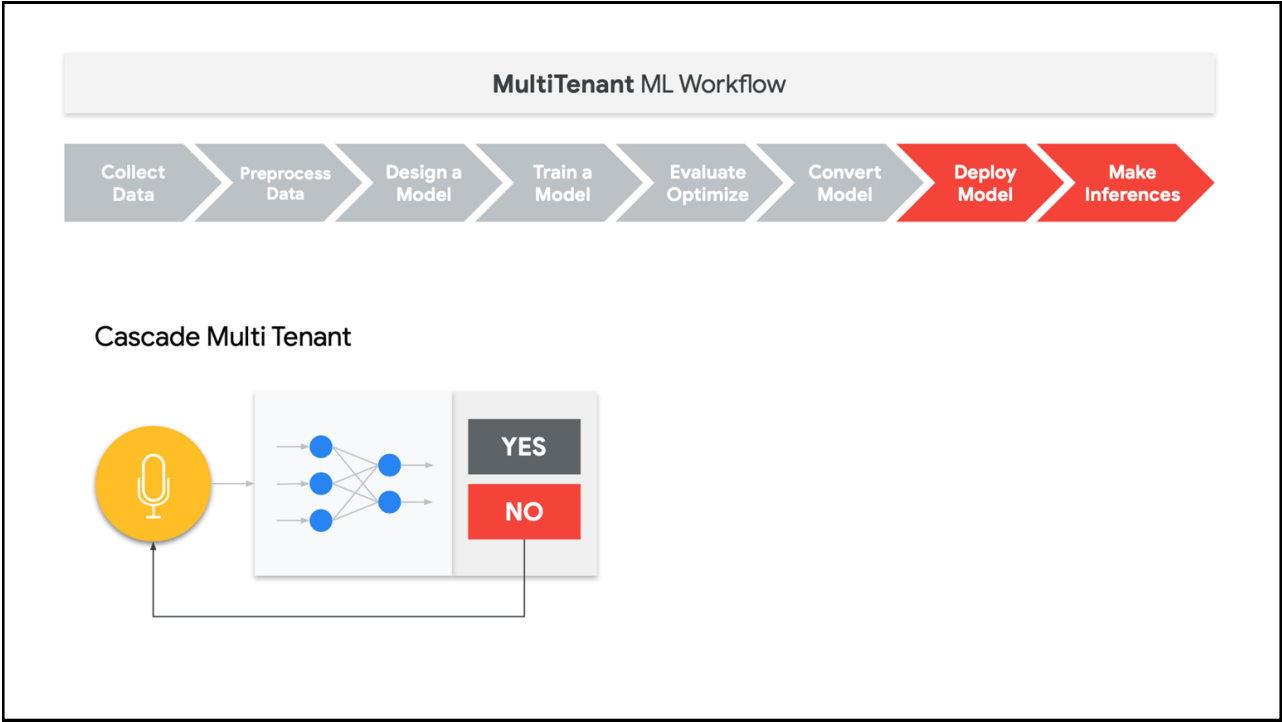 MultiTenant ML Workflow
Collect
Data
Preprocess
Data
Design a
Model
Train a
Model
Evaluate
Optimize
Convert
Model
Deploy
Model
Make
Inferences
Cascade Multi Tenant
YES
NO